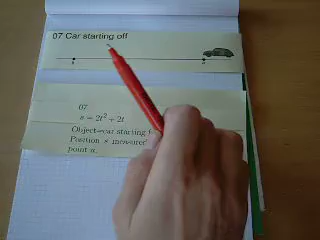 07 Car starting off
07
s = 2t² + 2t
Object=car starting
Position s measured
point a.